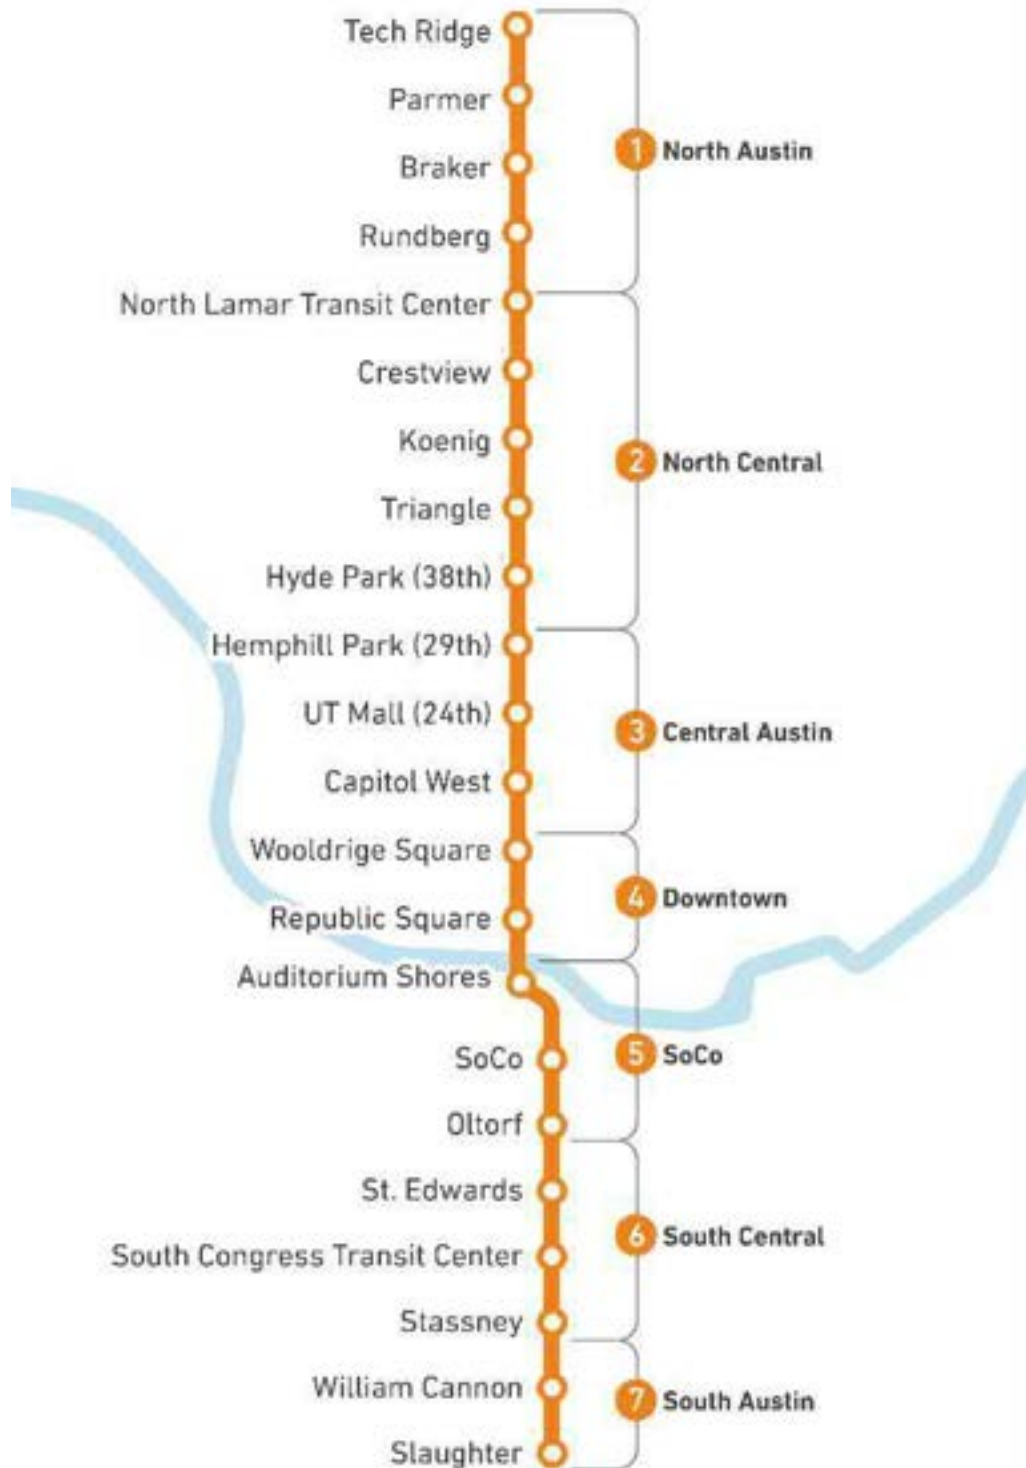 Tech Ridge
Parmer
Braker
Rundberg
1 North Austin
North Lamar Transit Center
Crestview
Koenig
Triangle
Hyde Park (38th)
2 North Central
Hemphill Park (29th)
UT Mall (24th)
Capitol West
3 Central Austin
Wooldrige Square
Republic Square
4 Downtown
Auditorium Shores
SoCo
Oltorf
5 SoCo
St. Edwards
South Congress Transit Center
Stassney
6 South Central
William Cannon
Slaughter
7 South Austin